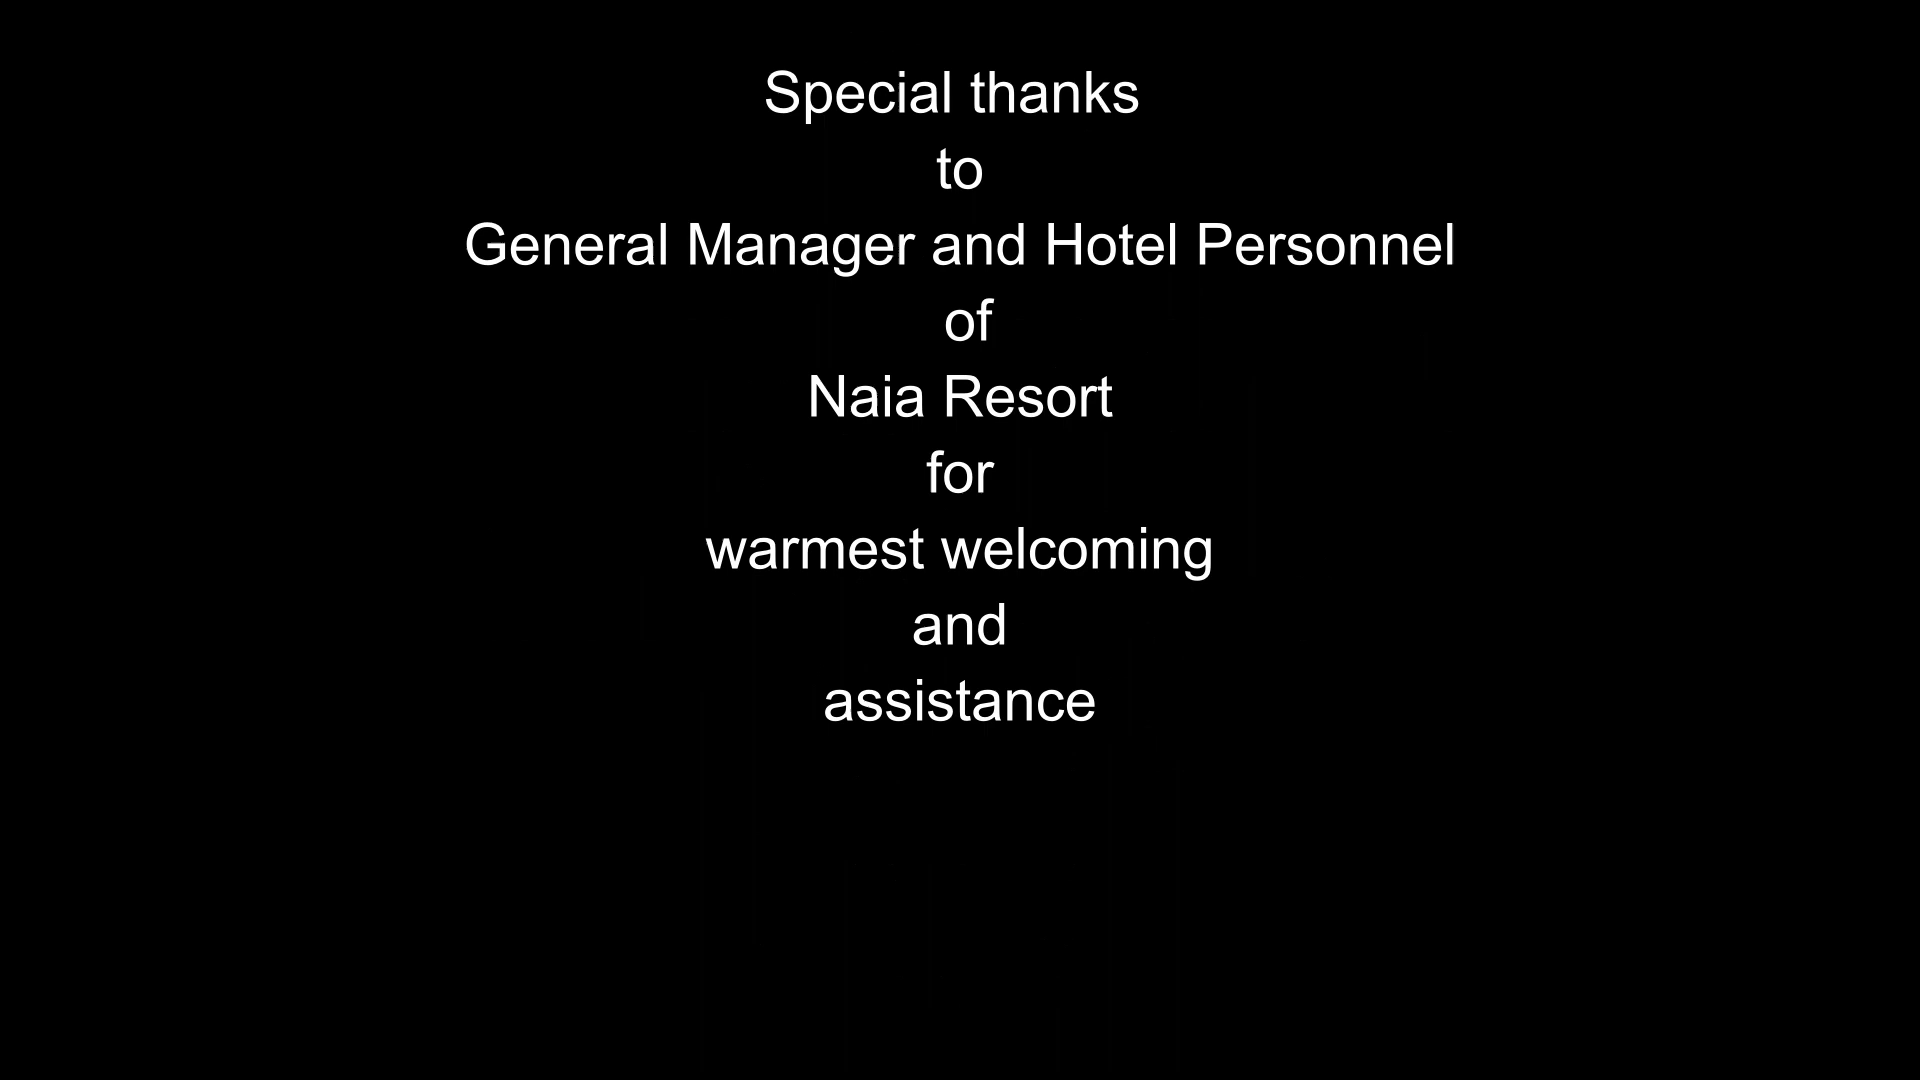 Special thanks
to
General Manager and Hotel Personnel
of
Naia Resort
for
warmest welcoming
and
assistance